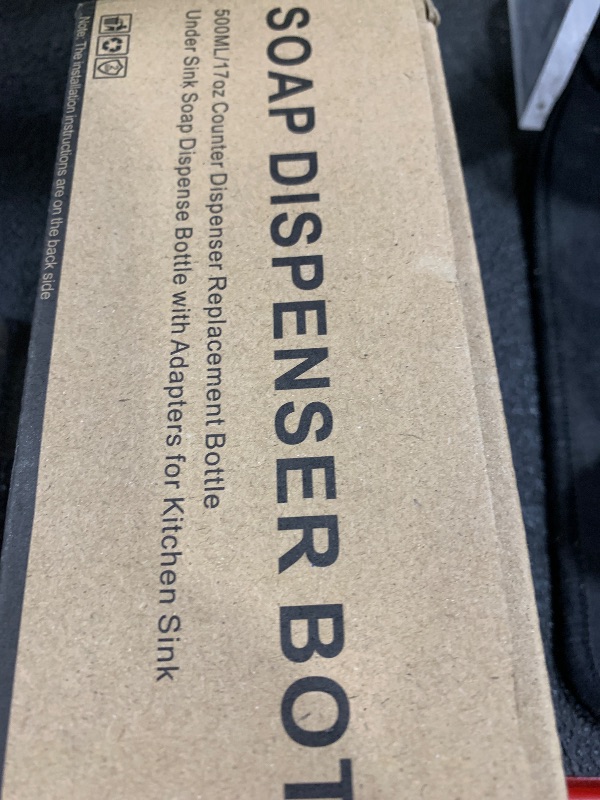 SOAP DISPENSER BOT
500ML/17oz Counter Dispenser Replacement Bottle
Under Sink Soap Dispense Bottle with Adapters for Kitchen Sink
Note: The installation instructions are on the back side